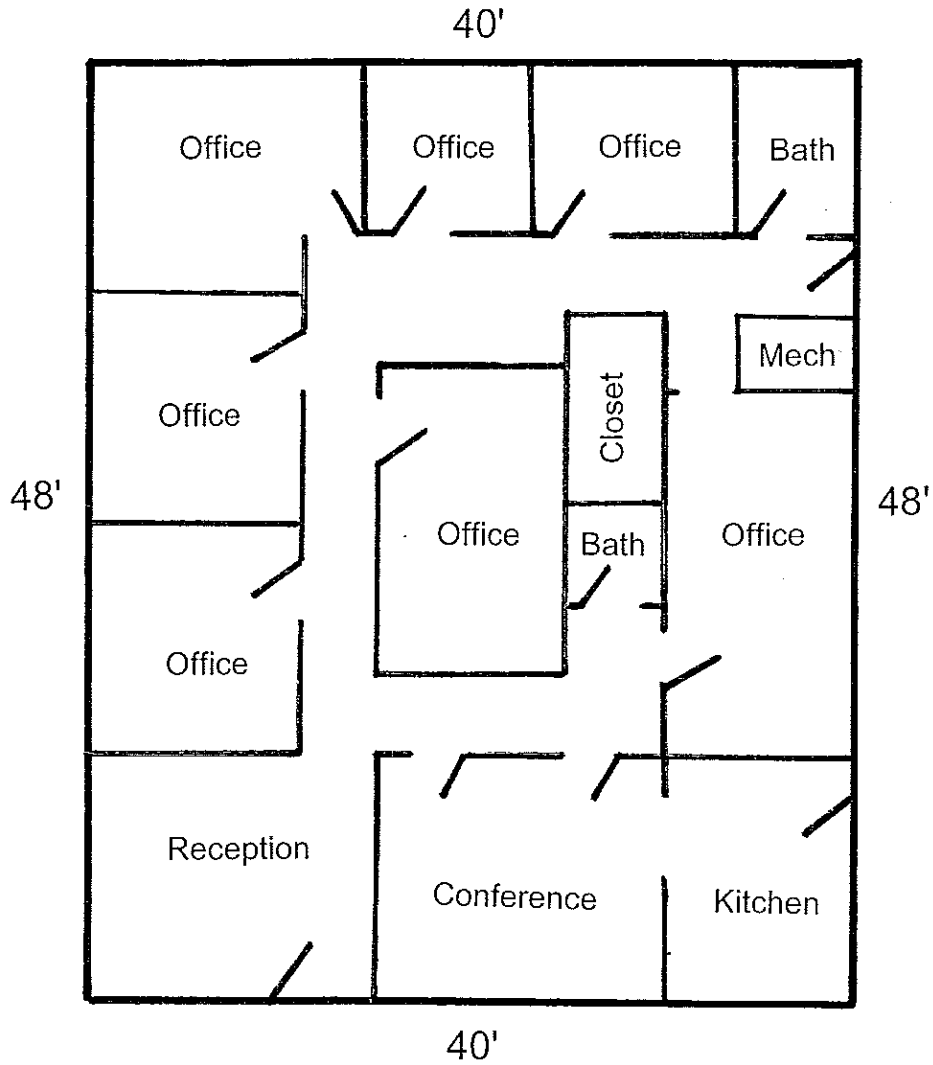 40'
Office
Office
Office
Bath
Mech
Closet
Office
48'
48'
Office
Bath
Office
Office
Reception
Conference
Kitchen
40'